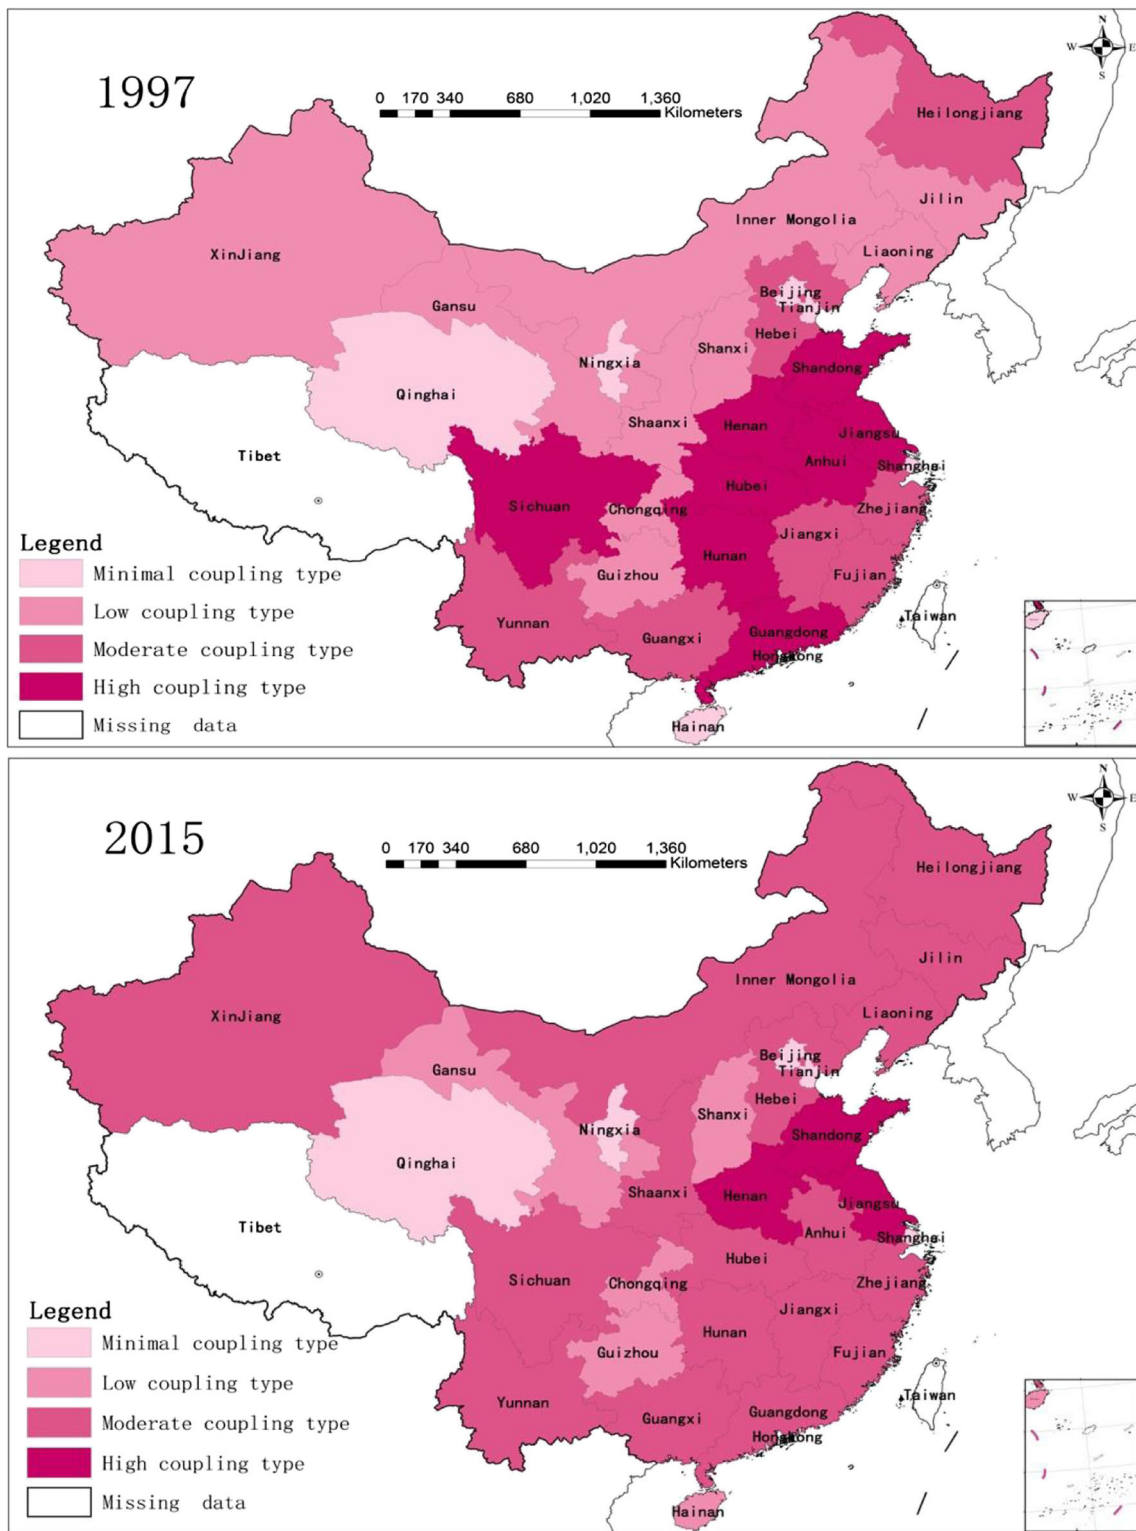 1997
0 170 340 680 1,020 1,360
Kilometers
N
W E
S
Heilongjiang
Jilin
Inner Mongolia
Liaoning
XinJiang
Beijing
Gansu
Tianjin
Hebei
Shanxi
Ningxia
Shandong
Qinghai
Shaanxi
Henan
Jiangsu
Tibet
Anhui
Shanghai
Hubei
Sichuan
Chongqing
Zhejiang
Jiangxi
Hunan
Guizhou
Fujian
Taiwan
Yunnan
Guangxi
Guangdong
Hongkong
Hainan
Legend
Minimal coupling type
Low coupling type
Moderate coupling type
High coupling type
Missing data
2015
0 170 340 680 1,020 1,360
Kilometers
N
W E
S
Heilongjiang
Jilin
Inner Mongolia
Liaoning
XinJiang
Beijing
Gansu
Tianjin
Hebei
Shanxi
Ningxia
Shandong
Qinghai
Shaanxi
Henan
Jiangsu
Tibet
Anhui
Shanghai
Hubei
Sichuan
Chongqing
Zhejiang
Jiangxi
Hunan
Guizhou
Fujian
Taiwan
Yunnan
Guangxi
Guangdong
Hongkong
Hainan
Legend
Minimal coupling type
Low coupling type
Moderate coupling type
High coupling type
Missing data